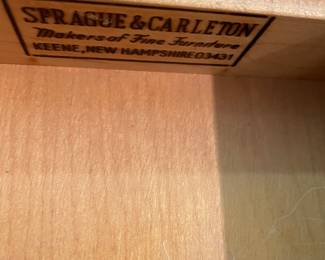 SPRAGUE & CARLETON
Makers of Fine Furniture
KEENE, NEW HAMPSHIRE 03431